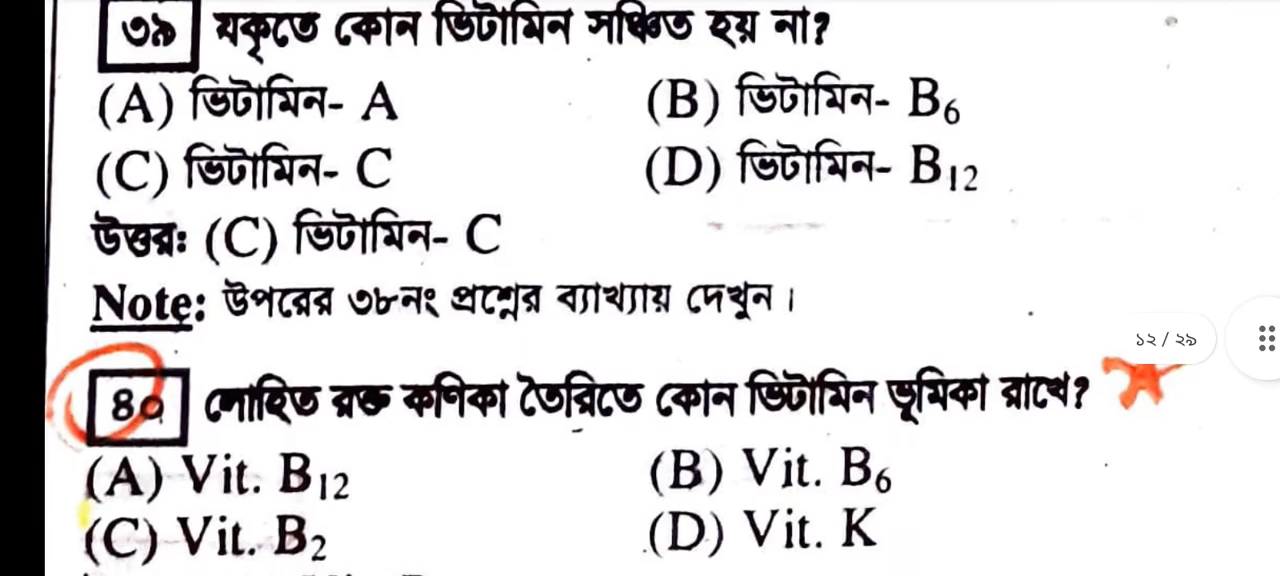 ৩৯ যকৃতে কোন ভিটামিন সঞ্চিত হয় না?
(A) ভিটামিন- A (B) ভিটামিন- B₆
(C) ভিটামিন- C (D) ভিটামিন- B₁₂
উত্তর: (C) ভিটামিন- C
Note: উপরের ৩৮নং প্রশ্নের ব্যাখ্যায় দেখুন।
১২ / ২৯
৪০ লোহিত রক্ত কণিকা তৈরিতে কোন ভিটামিন ভূমিকা রাখে?
(A) Vit. B₁₂ (B) Vit. B₆
(C) Vit. B₂ (D) Vit. K